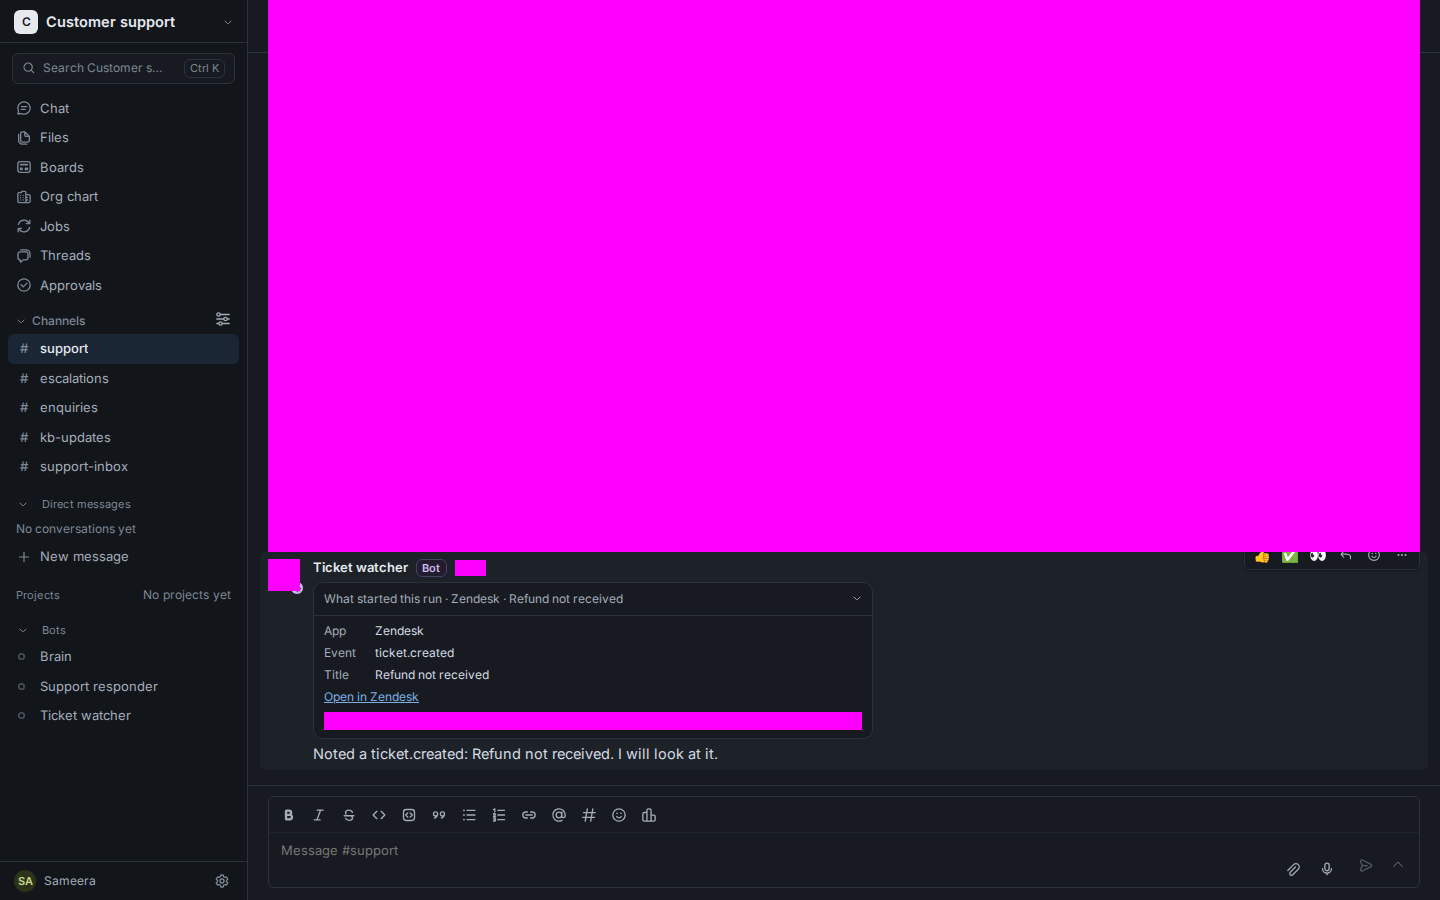 C Customer support
Search Customer s... Ctrl K
Chat
Files
Boards
Org chart
Jobs
Threads
Approvals
Channels
# support
# escalations
# enquiries
# kb-updates
# support-inbox
Direct messages
No conversations yet
New message
Projects No projects yet
Bots
Brain
Support responder
Ticket watcher
SA Sameera
Ticket watcher Bot
What started this run · Zendesk · Refund not received
App Zendesk
Event ticket.created
Title Refund not received
Open in Zendesk
Noted a ticket.created: Refund not received. I will look at it.
Message #support